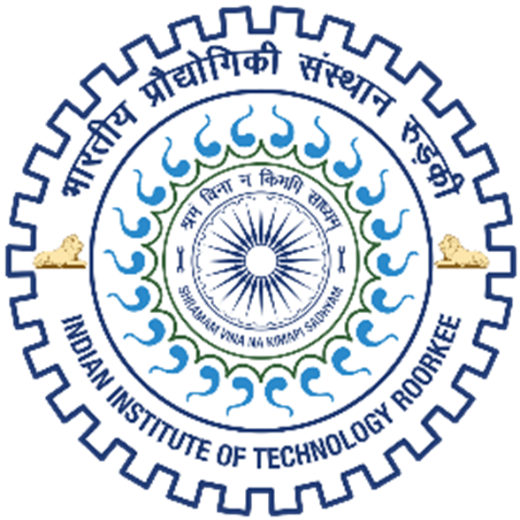 भारतीय प्रौद्योगिकी संस्थान रुड़की
श्रमं विना न किमपि साध्यम्
SHRAMAM VINA NA KIMAPI SADHYAM
INDIAN INSTITUTE OF TECHNOLOGY ROORKEE